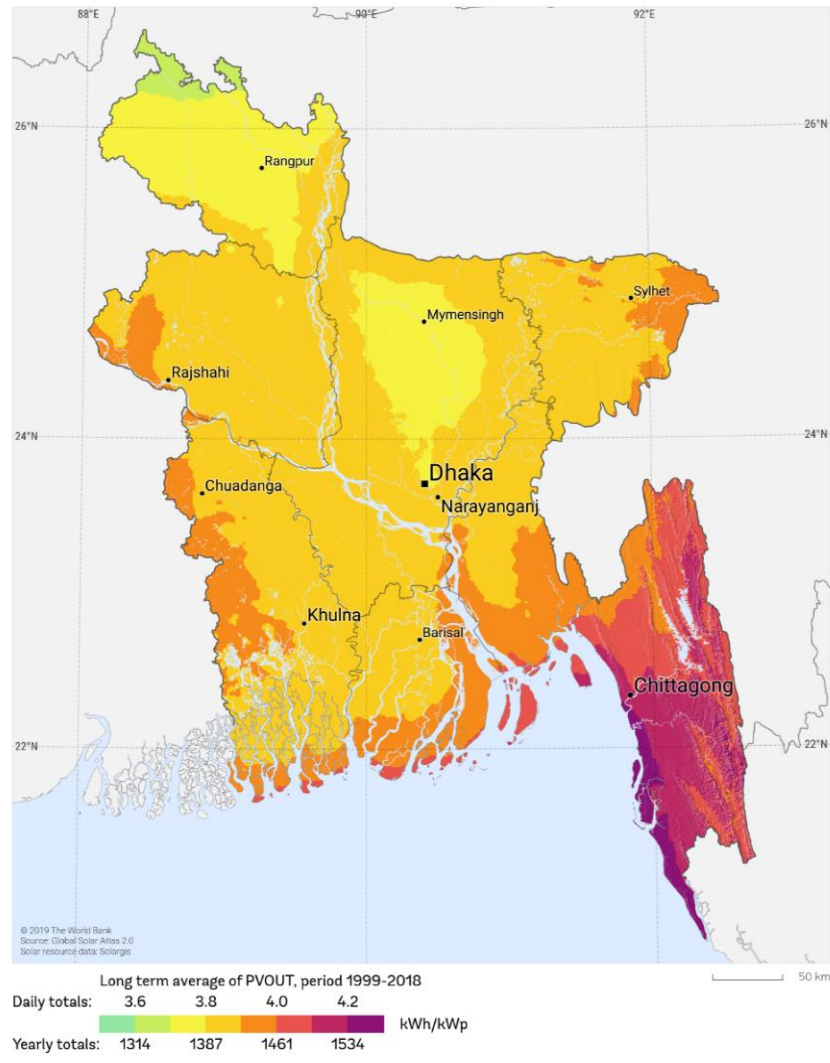 88°E 90°E 92°E
26°N 26°N
Rangpur
Sylhet
Mymensingh
Rajshahi
24°N 24°N
Dhaka
Chuadanga
Narayanganj
Khulna
Barisal
Chittagong
22°N 22°N
© 2019 The World Bank
Source: Global Solar Atlas 2.0
Solar resource data: Solargis
Long term average of PVOUT, period 1999-2018
50 km
Daily totals: 3.6 3.8 4.0 4.2
kWh/kWp
Yearly totals: 1314 1387 1461 1534